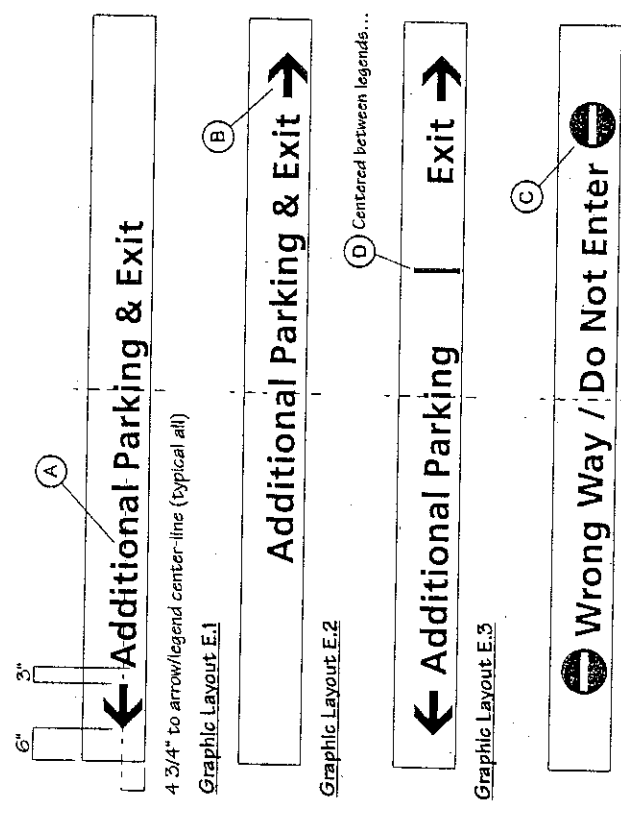 6"
3"
A
← Additional Parking & Exit
4 3/4" to arrow/legend center-line (typical all)
Graphic Layout E.1
B
Additional Parking & Exit →
Graphic Layout E.2
D Centered between legends...
← Additional Parking | Exit →
Graphic Layout E.3
C
Wrong Way / Do Not Enter